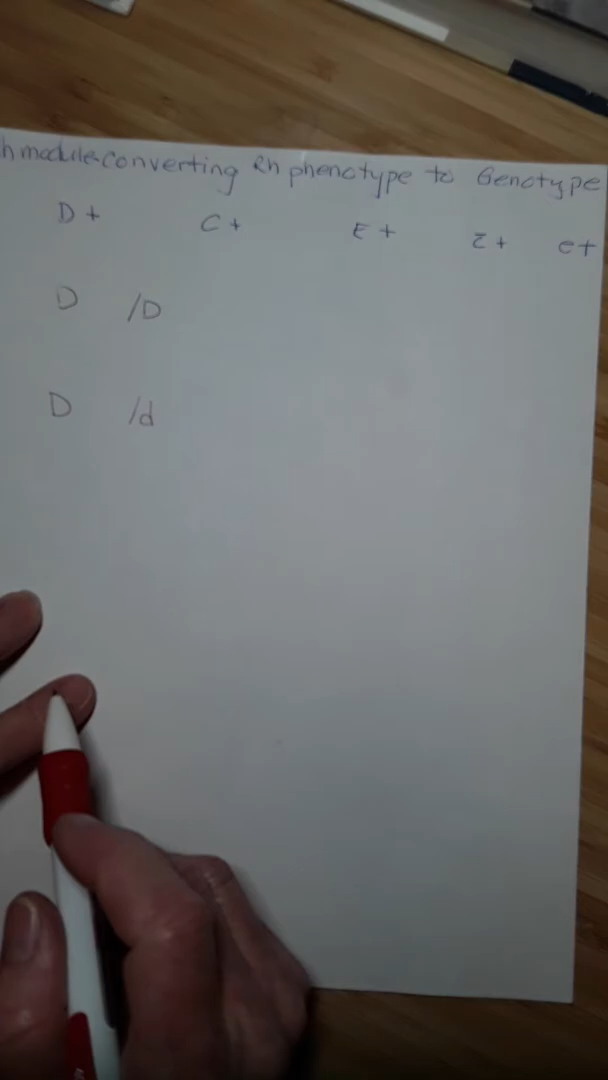 h module converting Rh phenotype to Genotype
D+ C+ E+ c̄+ e+
D /D
D /d